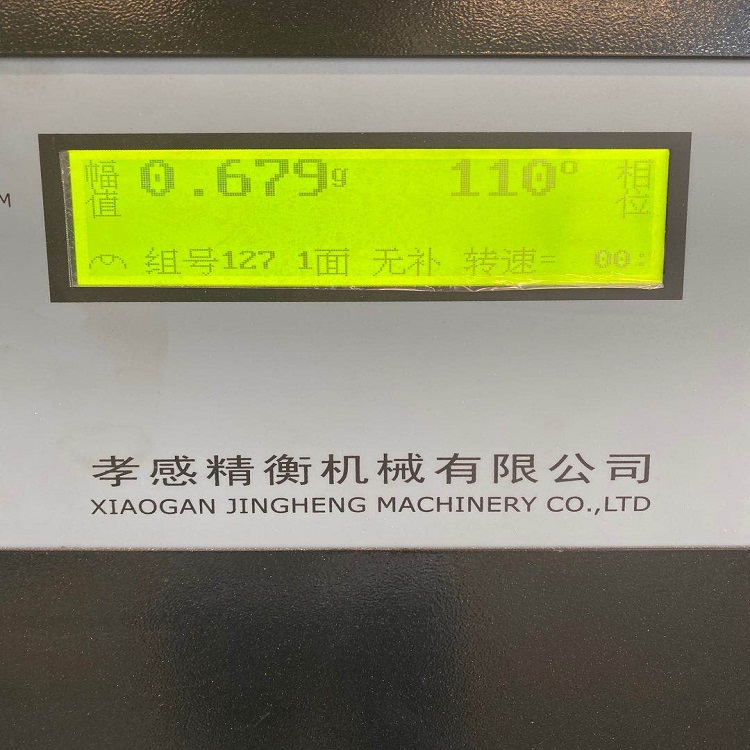 幅值 0.679g 110° 相位
组号127 1面 无补 转速= 00:
M
孝感精衡机械有限公司
XIAOGAN JINGHENG MACHINERY CO.,LTD